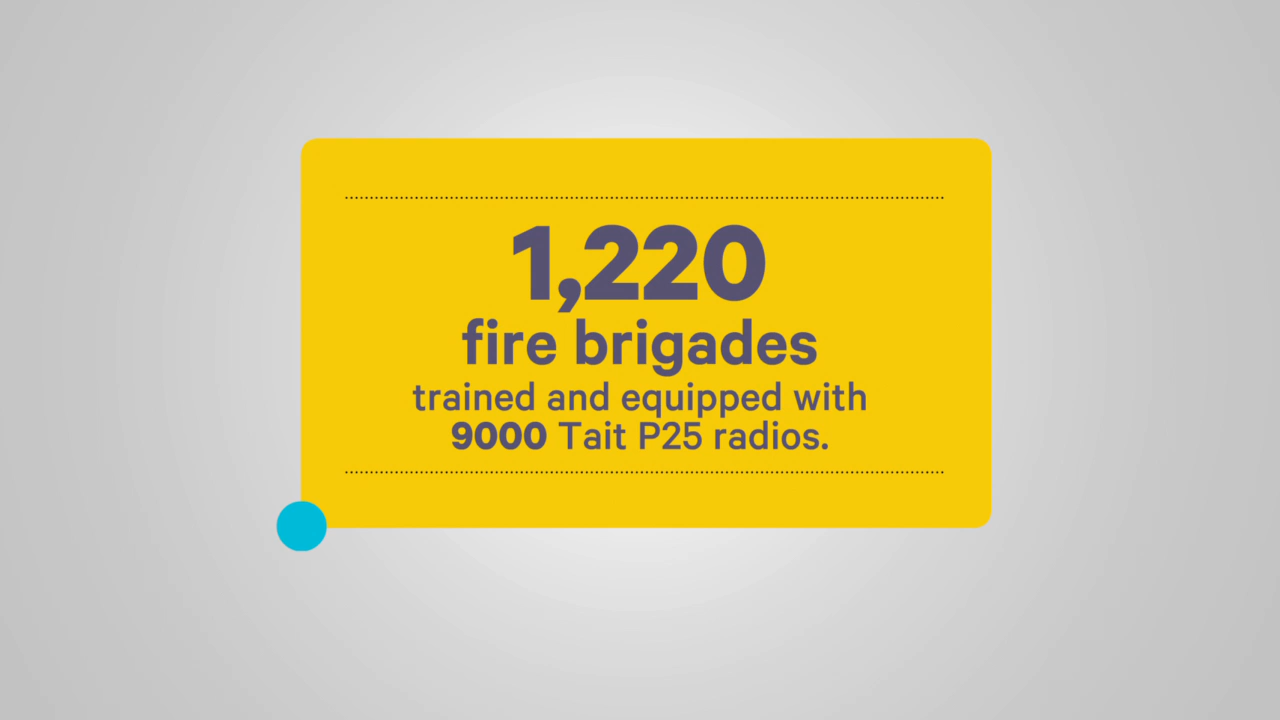 1,220
fire brigades
trained and equipped with
9000 Tait P25 radios.